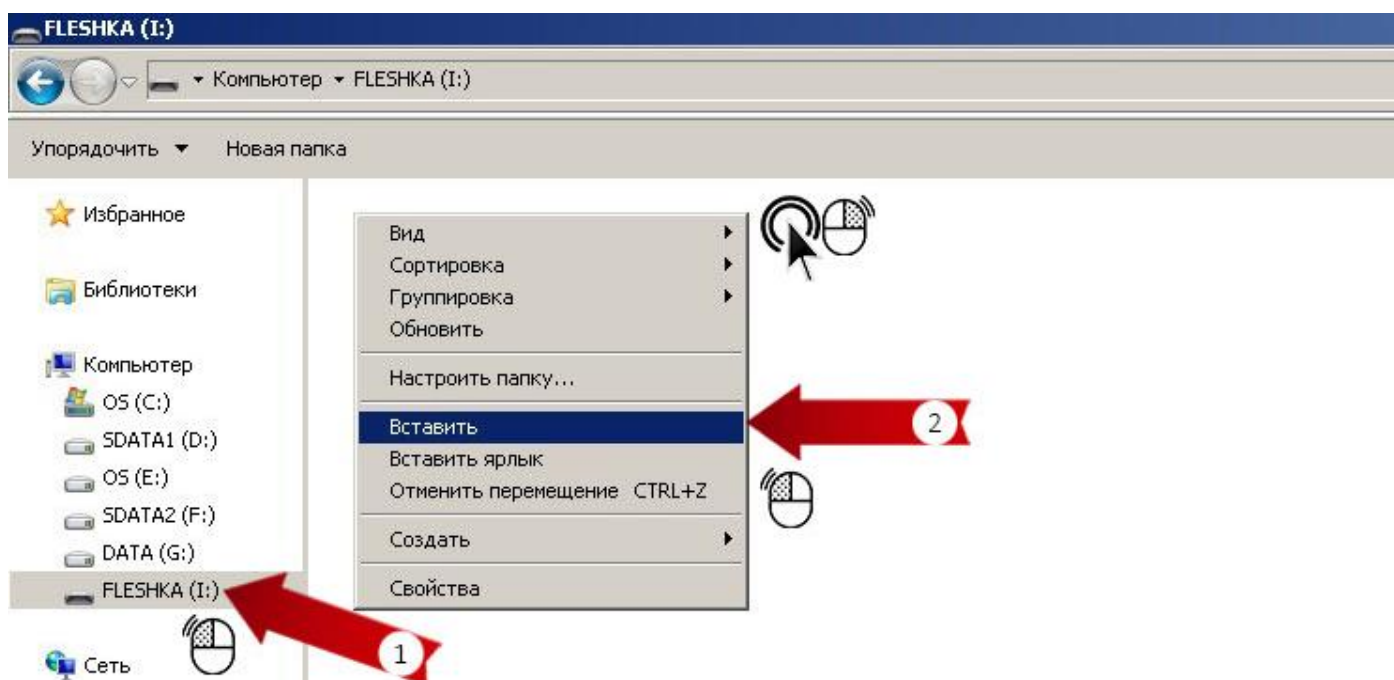 FLESHKA (I:)
Компьютер FLESHKA (I:)
Упорядочить Новая папка
Избранное
Библиотеки
Компьютер
OS (C:)
SDATA1 (D:)
OS (E:)
SDATA2 (F:)
DATA (G:)
FLESHKA (I:)
Сеть
Вид
Сортировка
Группировка
Обновить
Настроить папку...
Вставить
Вставить ярлык
Отменить перемещение CTRL+Z
Создать
Свойства
2
1